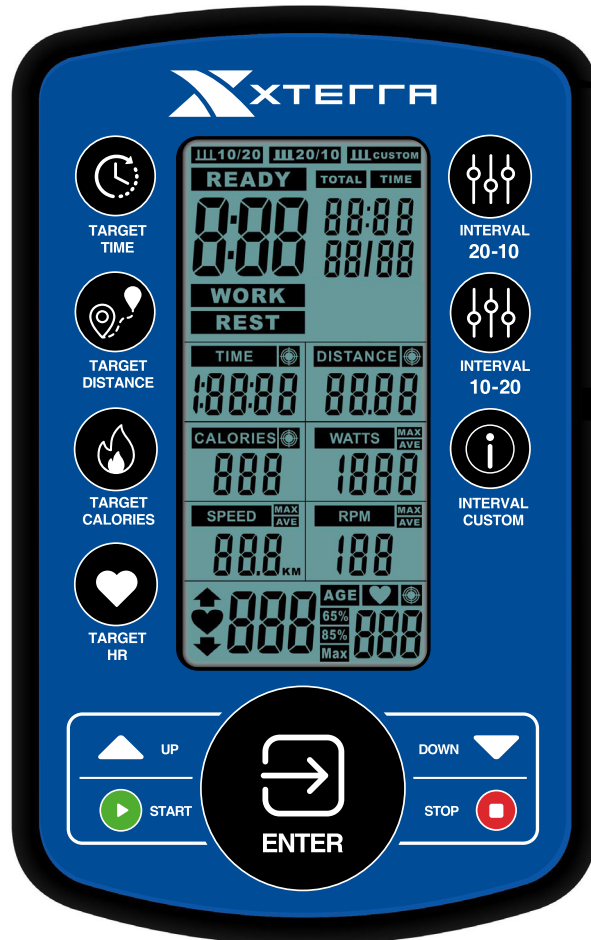 XTERRA
10/20 20/10 CUSTOM
READY TOTAL TIME
8:88 88:88
88/88
WORK
REST
TIME DISTANCE
1:88:88 88.88
CALORIES WATTS MAX
AVE
888 1888
SPEED MAX
AVE
RPM MAX
AVE
88.8 KM 188
888 AGE
65%
85%
Max
888
TARGET
TIME
TARGET
DISTANCE
TARGET
CALORIES
TARGET
HR
INTERVAL
20-10
INTERVAL
10-20
INTERVAL
CUSTOM
UP
START
ENTER
DOWN
STOP